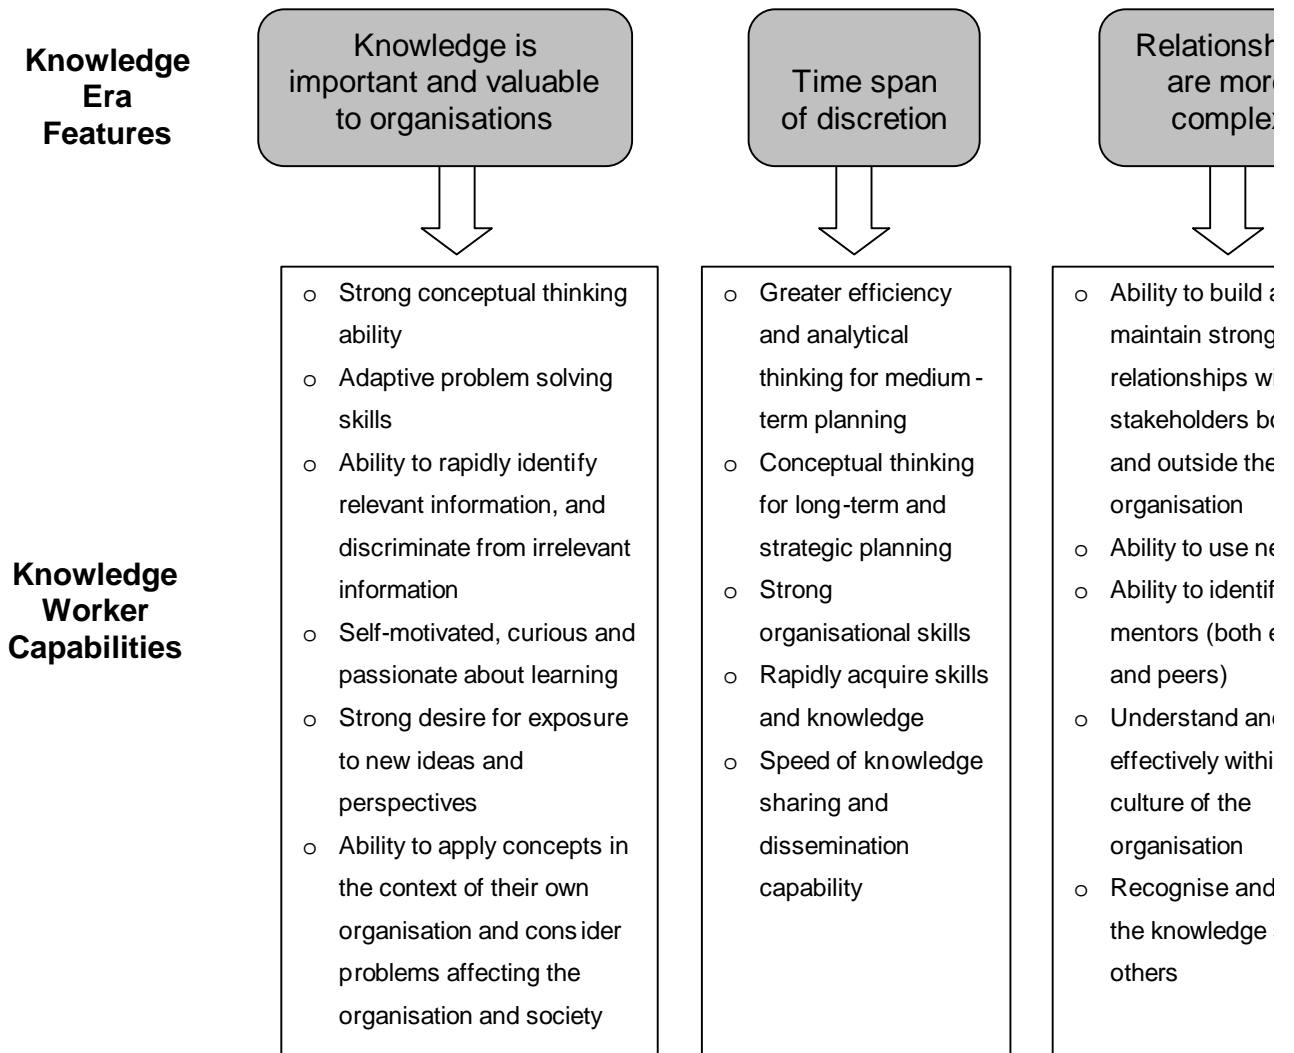 Knowledge
Era
Features
Knowledge is
important and valuable
to organisations
Time span
of discretion
are
Knowledge
Worker
Capabilities
o Strong conceptual thinking
ability
o Adaptive problem solving
skills
o Ability to rapidly identify
relevant information, and
discriminate from irrelevant
information
o Self-motivated, curious and
passionate about learning
o Strong desire for exposure
to new ideas and
perspectives
o Ability to apply concepts in
the context of their own
organisation and consider
problems affecting the
organisation and society
o Greater efficiency
and analytical
thinking for medium-
term planning
o Conceptual thinking
for long-term and
strategic planning
o Strong
organisational skills
o Rapidly acquire skills
and knowledge
o Speed of knowledge
sharing and
dissemination
capability
o Ability to build
maintain strong
relationships
stakeholders
and outside the
organisation
o Ability to use
o Ability to
mentors (both
and peers)
o Understand
effectively
culture of the
organisation
o Recognise and
the knowledge
others